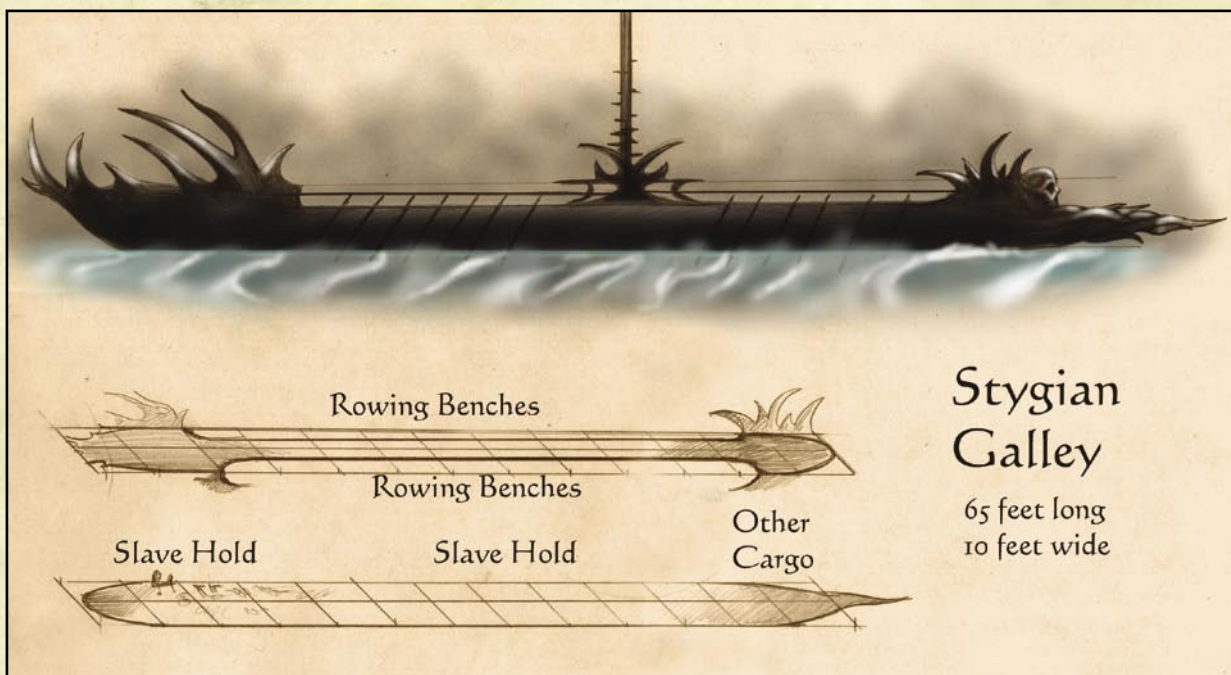 Rowing Benches
Rowing Benches
Slave Hold
Slave Hold
Other
Cargo
Stygian
Galley
65 feet long
10 feet wide